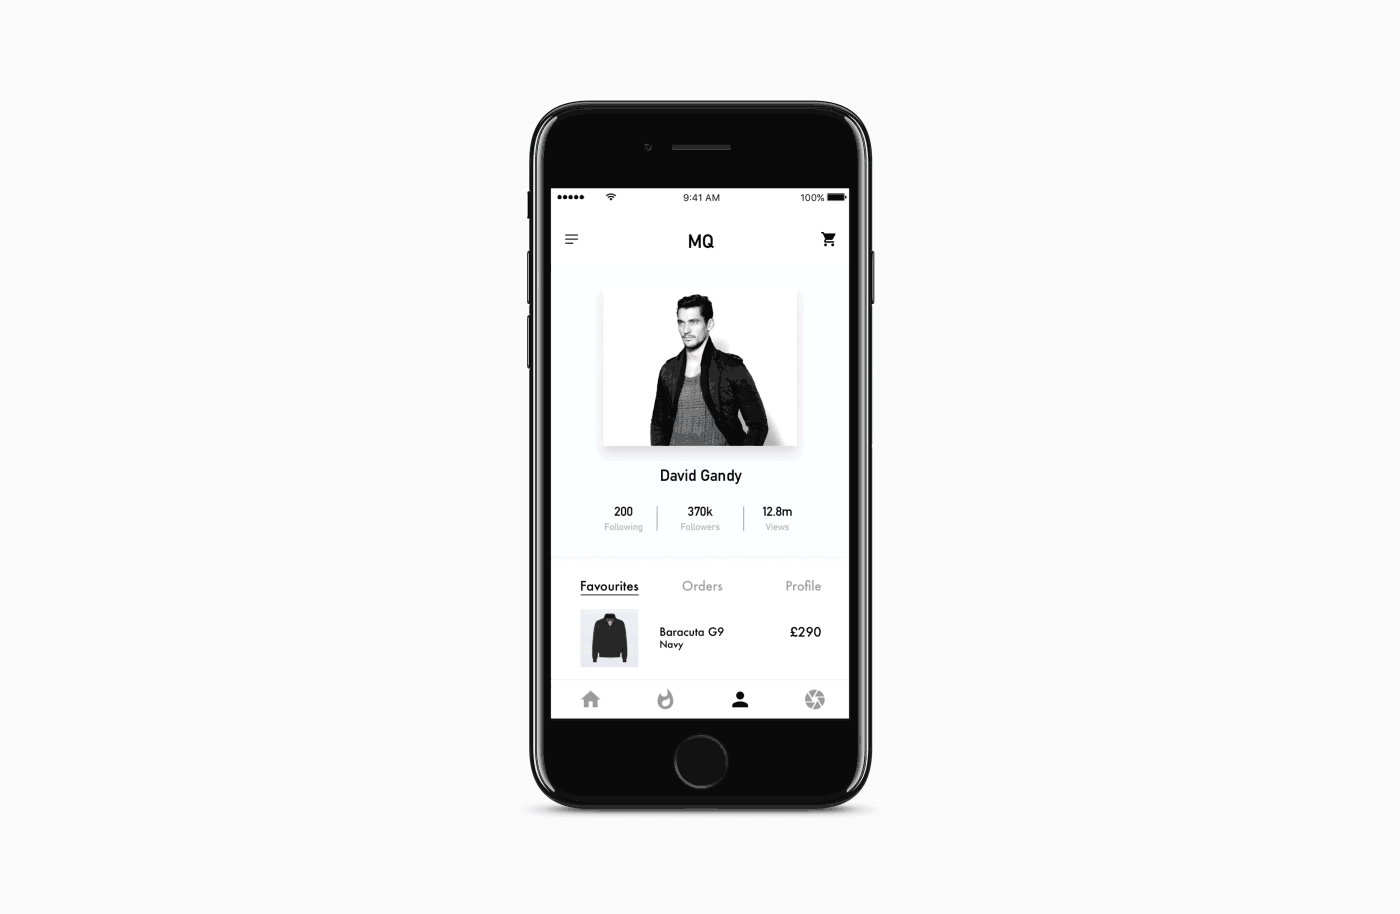 9:41 AM 100%
MQ
David Gandy
200 370k 12.8m
Following Followers Views
Favourites Orders Profile
Baracuta G9 £290
Navy